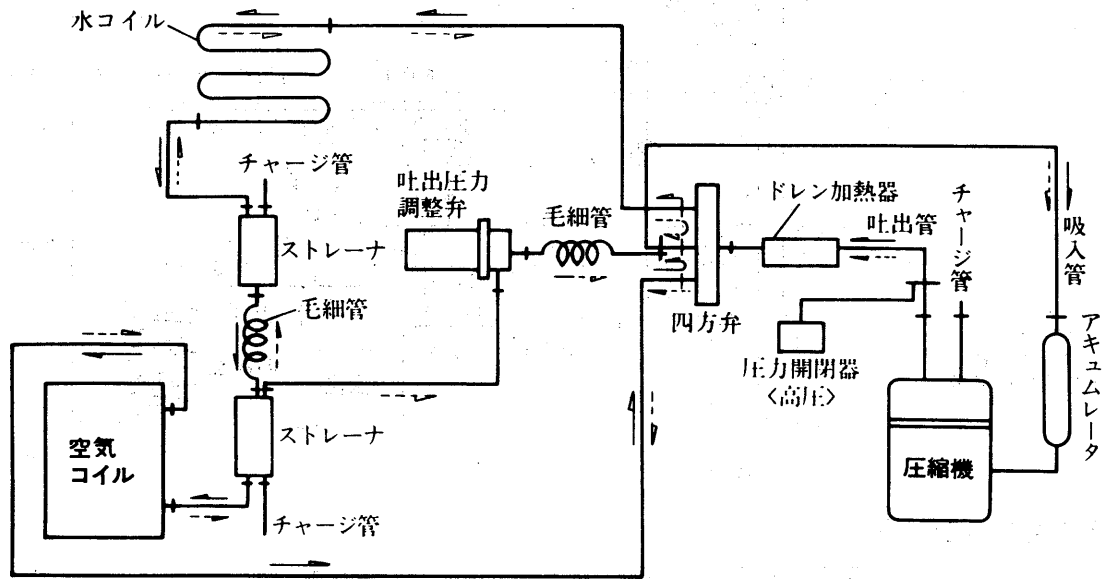 水コイル
チャージ管
ストレーナ
毛細管
ストレーナ
チャージ管
空気
コイル
吐出圧力
調整弁
毛細管
四方弁
ドレン加熱器
吐出管
チャージ管
吸入管
圧力開閉器
〈高圧〉
圧縮機
アキュムレータ